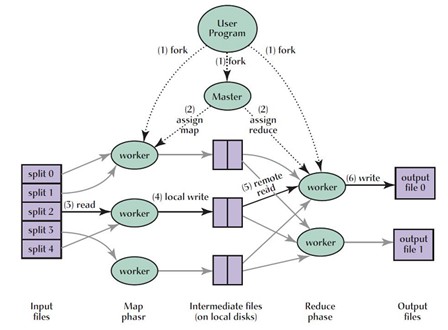 User
Program
(1) fork
(1) fork
(1) fork
Master
(2)
assign
map
(2)
assign
reduce
worker
split 0
split 1
split 2
split 3
split 4
(3) read
worker
(4) local write
(5) remote
read
worker
(6) write
output
file 0
worker
output
file 1
worker
Input
files
Map
phasr
Intermediate files
(on local disks)
Reduce
phase
Output
files